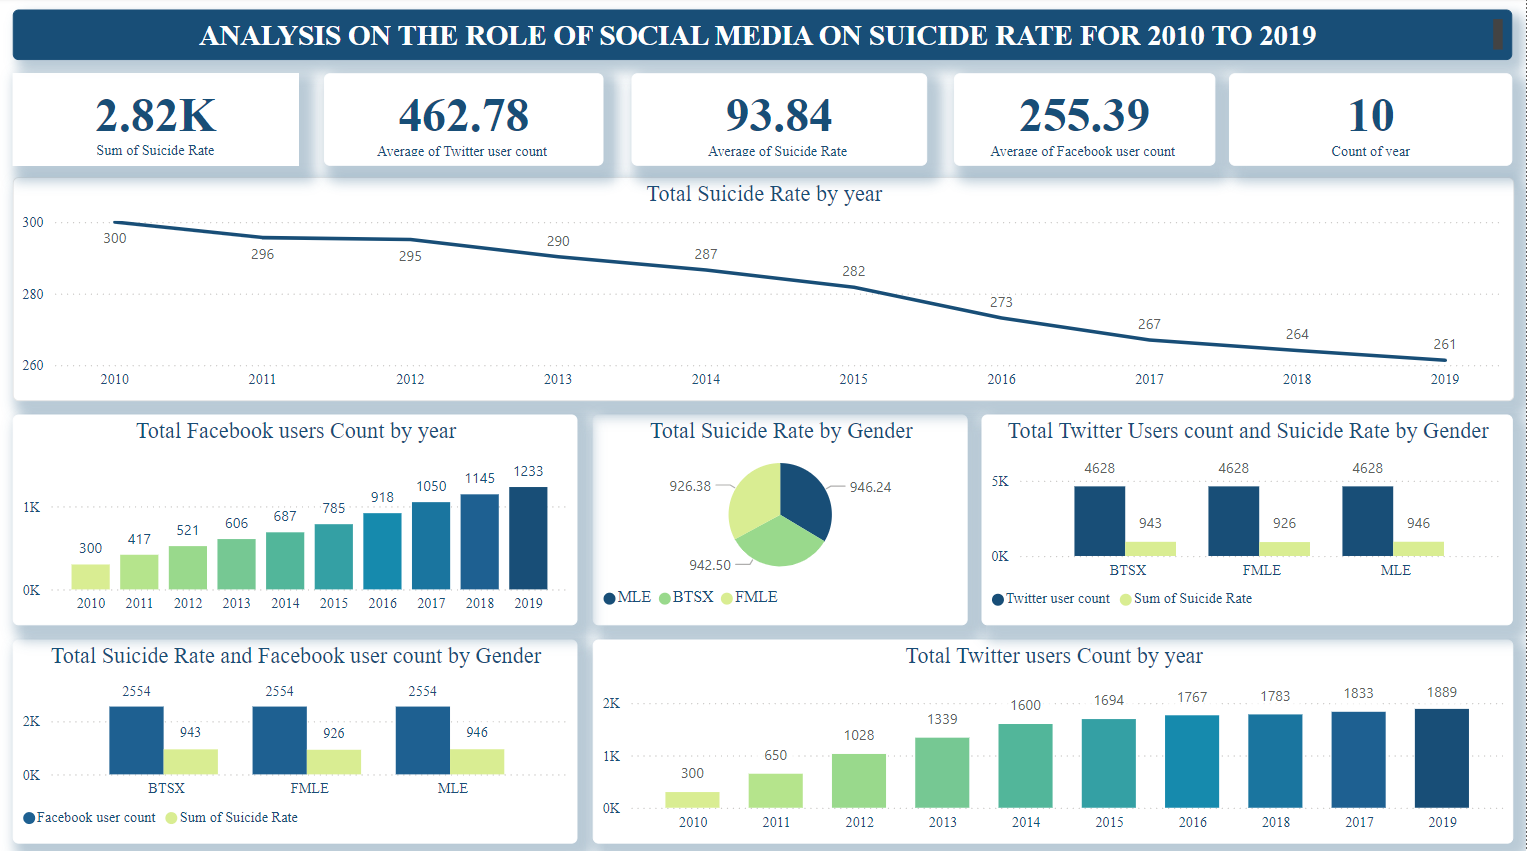 ANALYSIS ON THE ROLE OF SOCIAL MEDIA ON SUICIDE RATE FOR 2010 TO 2019
2.82K
Sum of Suicide Rate
462.78
Average of Twitter user count
93.84
Average of Suicide Rate
255.39
Average of Facebook user count
10
Count of year
Total Suicide Rate by year
300
280
260
300
296
295
290
287
282
273
267
264
261
2010 2011 2012 2013 2014 2015 2016 2017 2018 2019
Total Facebook users Count by year
1K
0K
300 417 521 606 687 785 918 1050 1145 1233
2010 2011 2012 2013 2014 2015 2016 2017 2018 2019
Total Suicide Rate by Gender
926.38
946.24
942.50
MLE BTSX FMLE
Total Twitter Users count and Suicide Rate by Gender
5K
0K
4628 943 4628 926 4628 946
BTSX FMLE MLE
Twitter user count Sum of Suicide Rate
Total Suicide Rate and Facebook user count by Gender
2K
0K
2554 943 2554 926 2554 946
BTSX FMLE MLE
Facebook user count Sum of Suicide Rate
Total Twitter users Count by year
2K
1K
0K
300 650 1028 1339 1600 1694 1767 1783 1833 1889
2010 2011 2012 2013 2014 2015 2016 2018 2017 2019